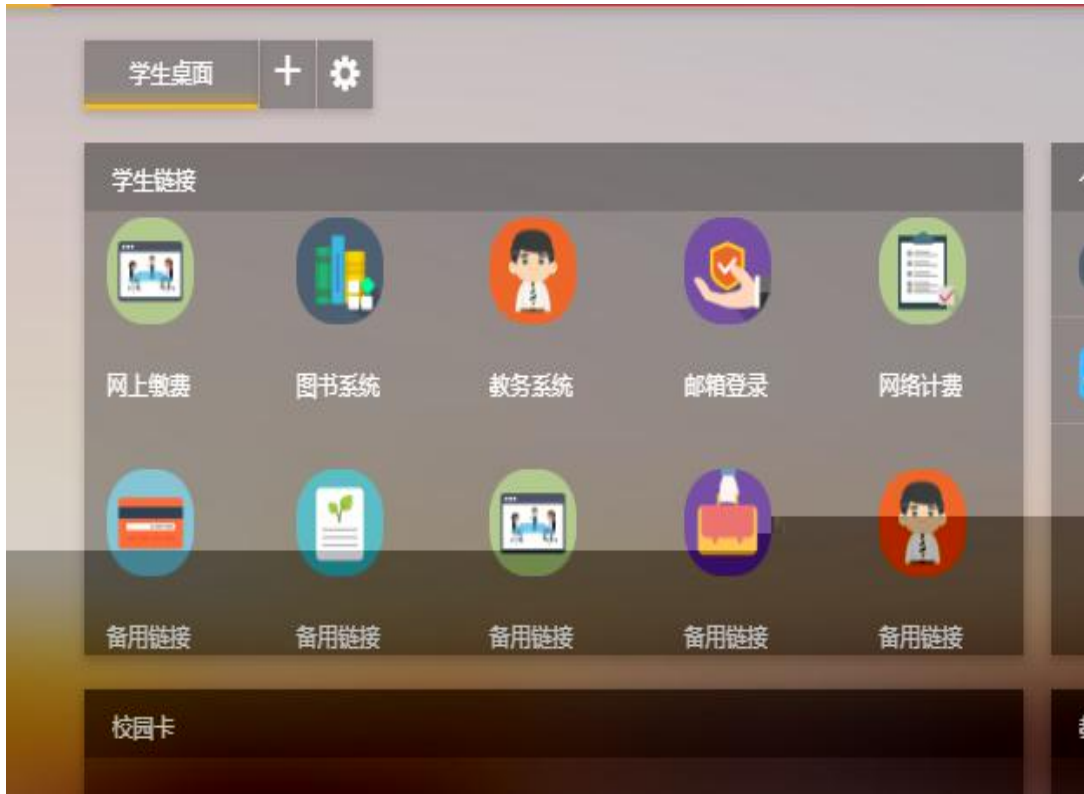 学生桌面
学生链接
网上缴费 图书系统 教务系统 邮箱登录 网络计费
备用链接 备用链接 备用链接 备用链接 备用链接
校园卡